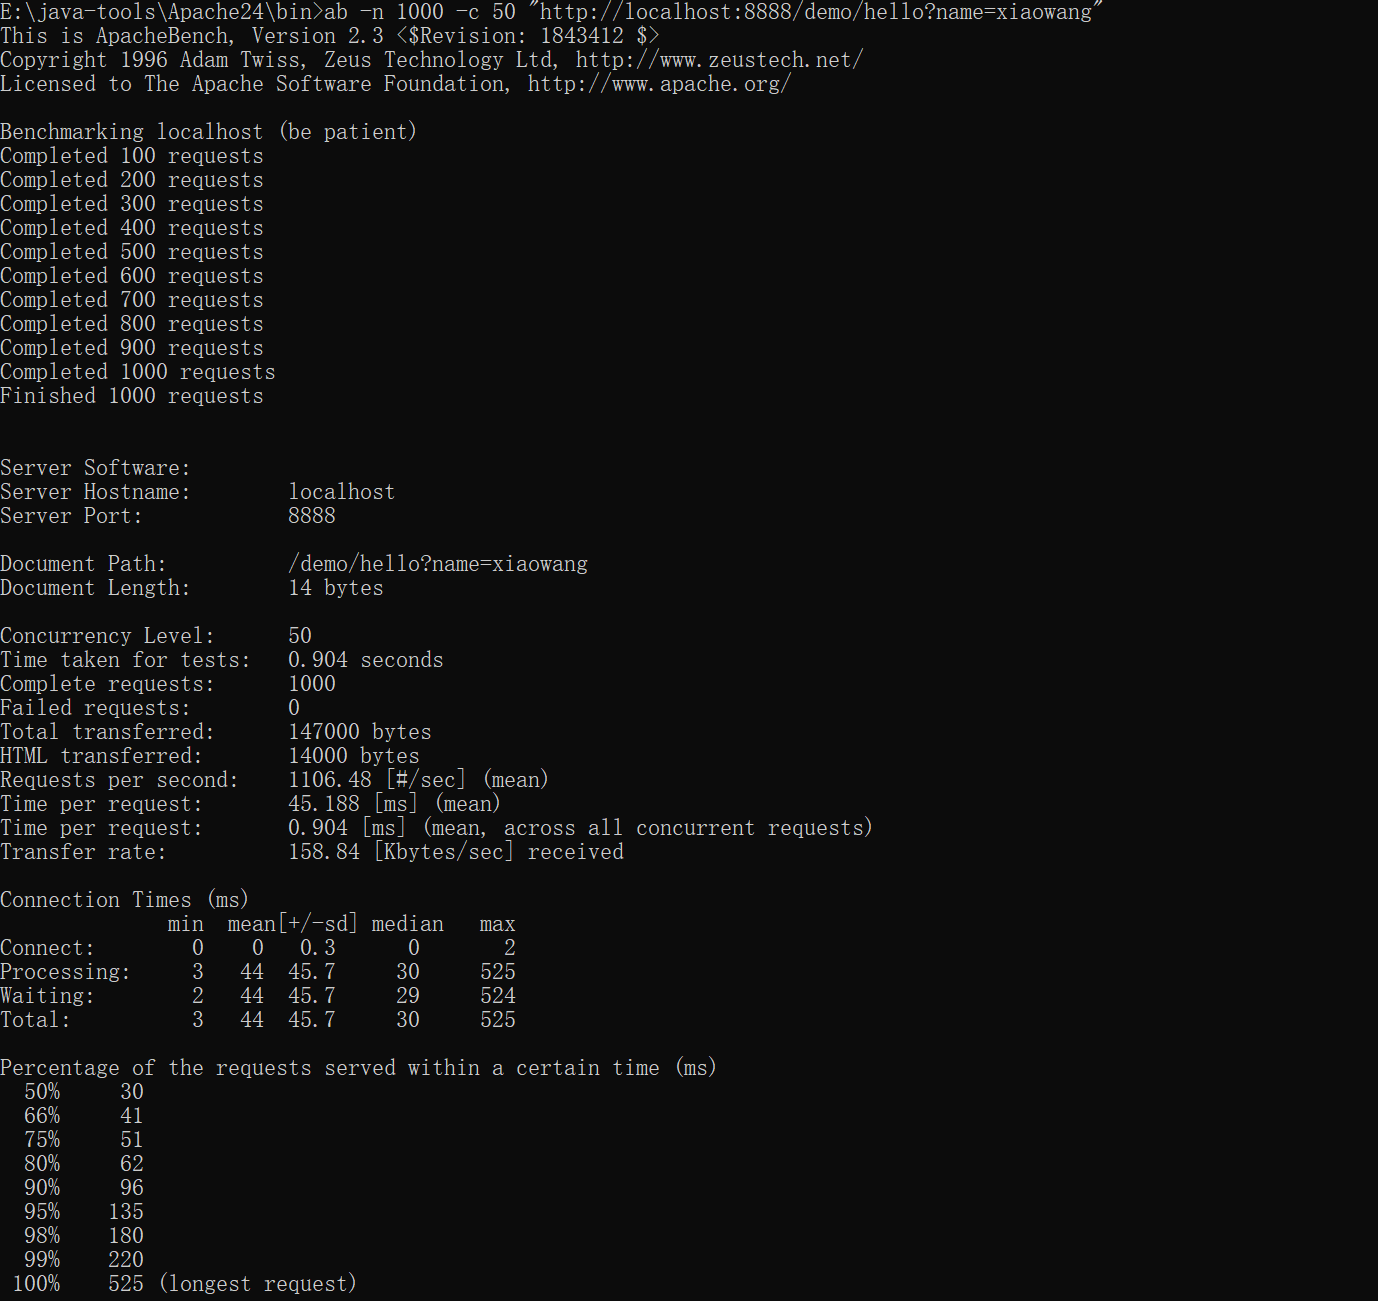 E:\java-tools\Apache24\bin>ab -n 1000 -c 50 "http://localhost:8888/demo/hello?name=xiaowang"
This is ApacheBench, Version 2.3 <$Revision: 1843412 $>
Copyright 1996 Adam Twiss, Zeus Technology Ltd, http://www.zeustech.net/
Licensed to The Apache Software Foundation, http://www.apache.org/

Benchmarking localhost (be patient)
Completed 100 requests
Completed 200 requests
Completed 300 requests
Completed 400 requests
Completed 500 requests
Completed 600 requests
Completed 700 requests
Completed 800 requests
Completed 900 requests
Completed 1000 requests
Finished 1000 requests


Server Software:
Server Hostname:        localhost
Server Port:            8888

Document Path:          /demo/hello?name=xiaowang
Document Length:        14 bytes

Concurrency Level:      50
Time taken for tests:   0.904 seconds
Complete requests:      1000
Failed requests:        0
Total transferred:      147000 bytes
HTML transferred:       14000 bytes
Requests per second:    1106.48 [#/sec] (mean)
Time per request:       45.188 [ms] (mean)
Time per request:       0.904 [ms] (mean, across all concurrent requests)
Transfer rate:          158.84 [Kbytes/sec] received

Connection Times (ms)
              min  mean[+/-sd] median   max
Connect:        0    0   0.3      0       2
Processing:     3   44  45.7     30     525
Waiting:        2   44  45.7     29     524
Total:          3   44  45.7     30     525

Percentage of the requests served within a certain time (ms)
  50%     30
  66%     41
  75%     51
  80%     62
  90%     96
  95%    135
  98%    180
  99%    220
 100%    525 (longest request)